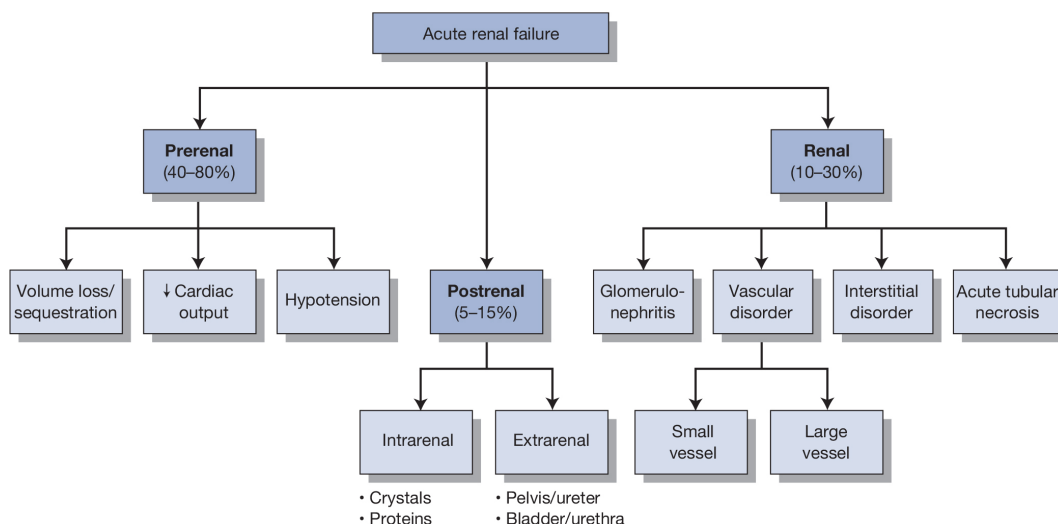 Acute renal failure
Prerenal
(40–80%)
Renal
(10–30%)
Volume loss/
sequestration
↓ Cardiac
output
Hypotension
Postrenal
(5–15%)
Glomerulo-
nephritis
Vascular
disorder
Interstitial
disorder
Acute tubular
necrosis
Intrarenal
Extrarenal
Small
vessel
Large
vessel
• Crystals
• Proteins
• Pelvis/ureter
• Bladder/urethra